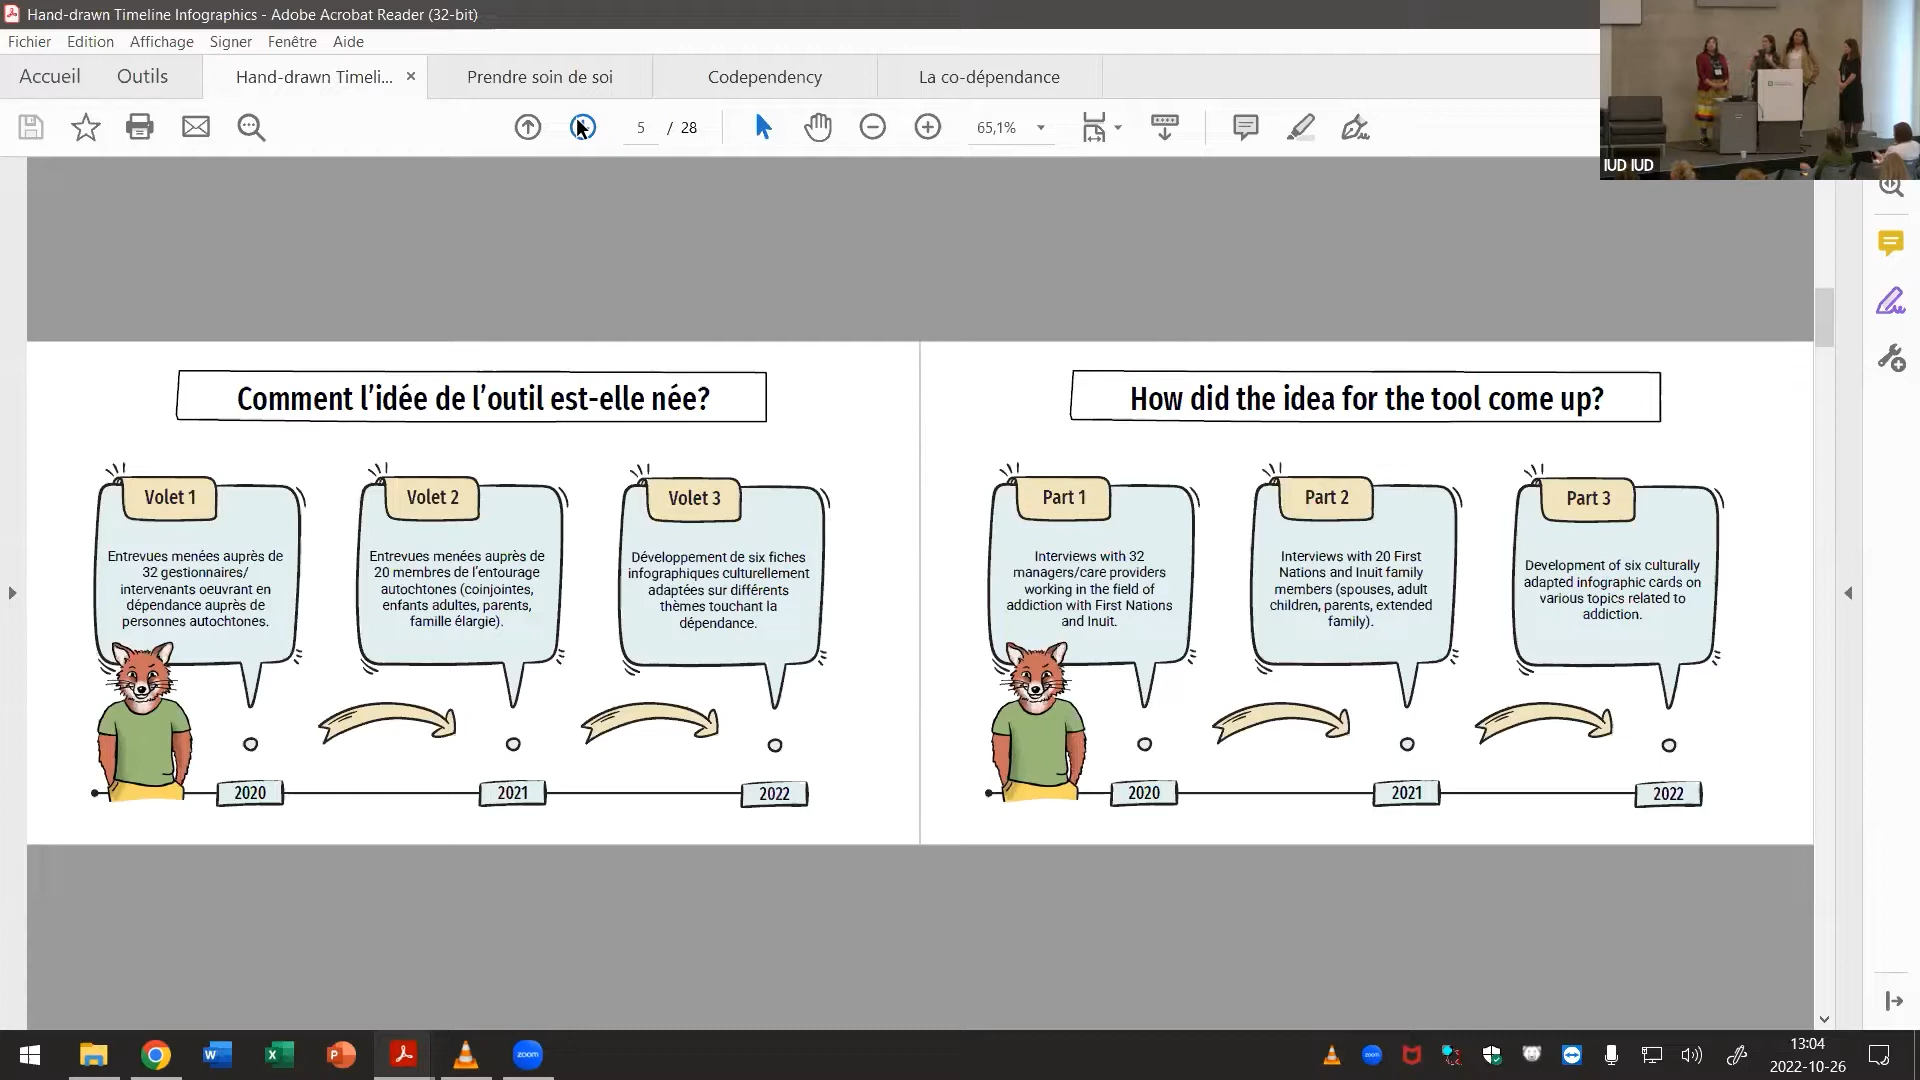 Hand-drawn Timeline Infographics - Adobe Acrobat Reader (32-bit)
Fichier Edition Affichage Signer Fenêtre Aide
Accueil Outils Hand-drawn Timeli... × Prendre soin de soi Codependency La co-dépendance
5 / 28 65,1%
IUD IUD
Comment l'idée de l'outil est-elle née?
Volet 1
Entrevues menées auprès de
32 gestionnaires/
intervenants oeuvrant en
dépendance auprès de
personnes autochtones.
Volet 2
Entrevues menées auprès de
20 membres de l'entourage
autochtones (coinjointes,
enfants adultes, parents,
famille élargie).
Volet 3
Développement de six fiches
infographiques culturellement
adaptées sur différents
thèmes touchant la
dépendance.
2020
2021
2022
How did the idea for the tool come up?
Part 1
Interviews with 32
managers/care providers
working in the field of
addiction with First Nations
and Inuit.
Part 2
Interviews with 20 First
Nations and Inuit family
members (spouses, adult
children, parents, extended
family).
Part 3
Development of six culturally
adapted infographic cards on
various topics related to
addiction.
2020
2021
2022
zoom
13:04
2022-10-26